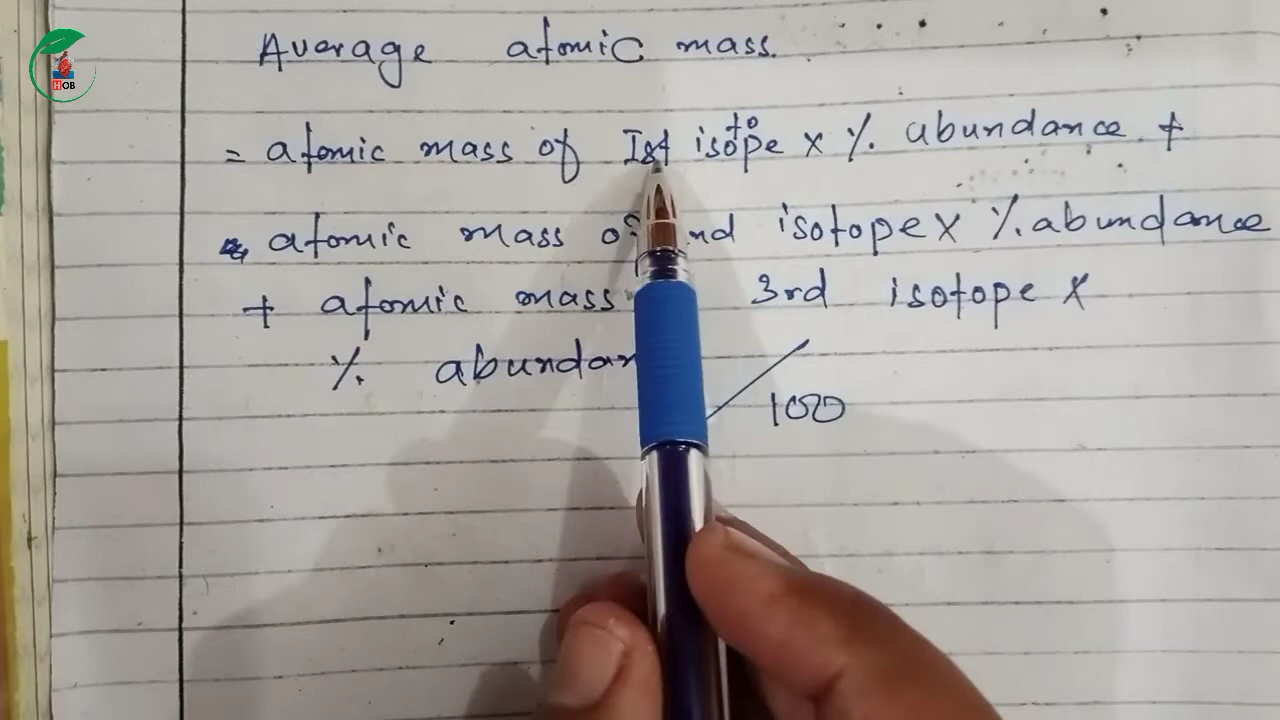 HOB
Average atomic mass.
= atomic mass of Ist isotope x % abundance +
atomic mass nd isotope x % abundance
+ atomic mass 3rd isotope x
% abundan
/ 100